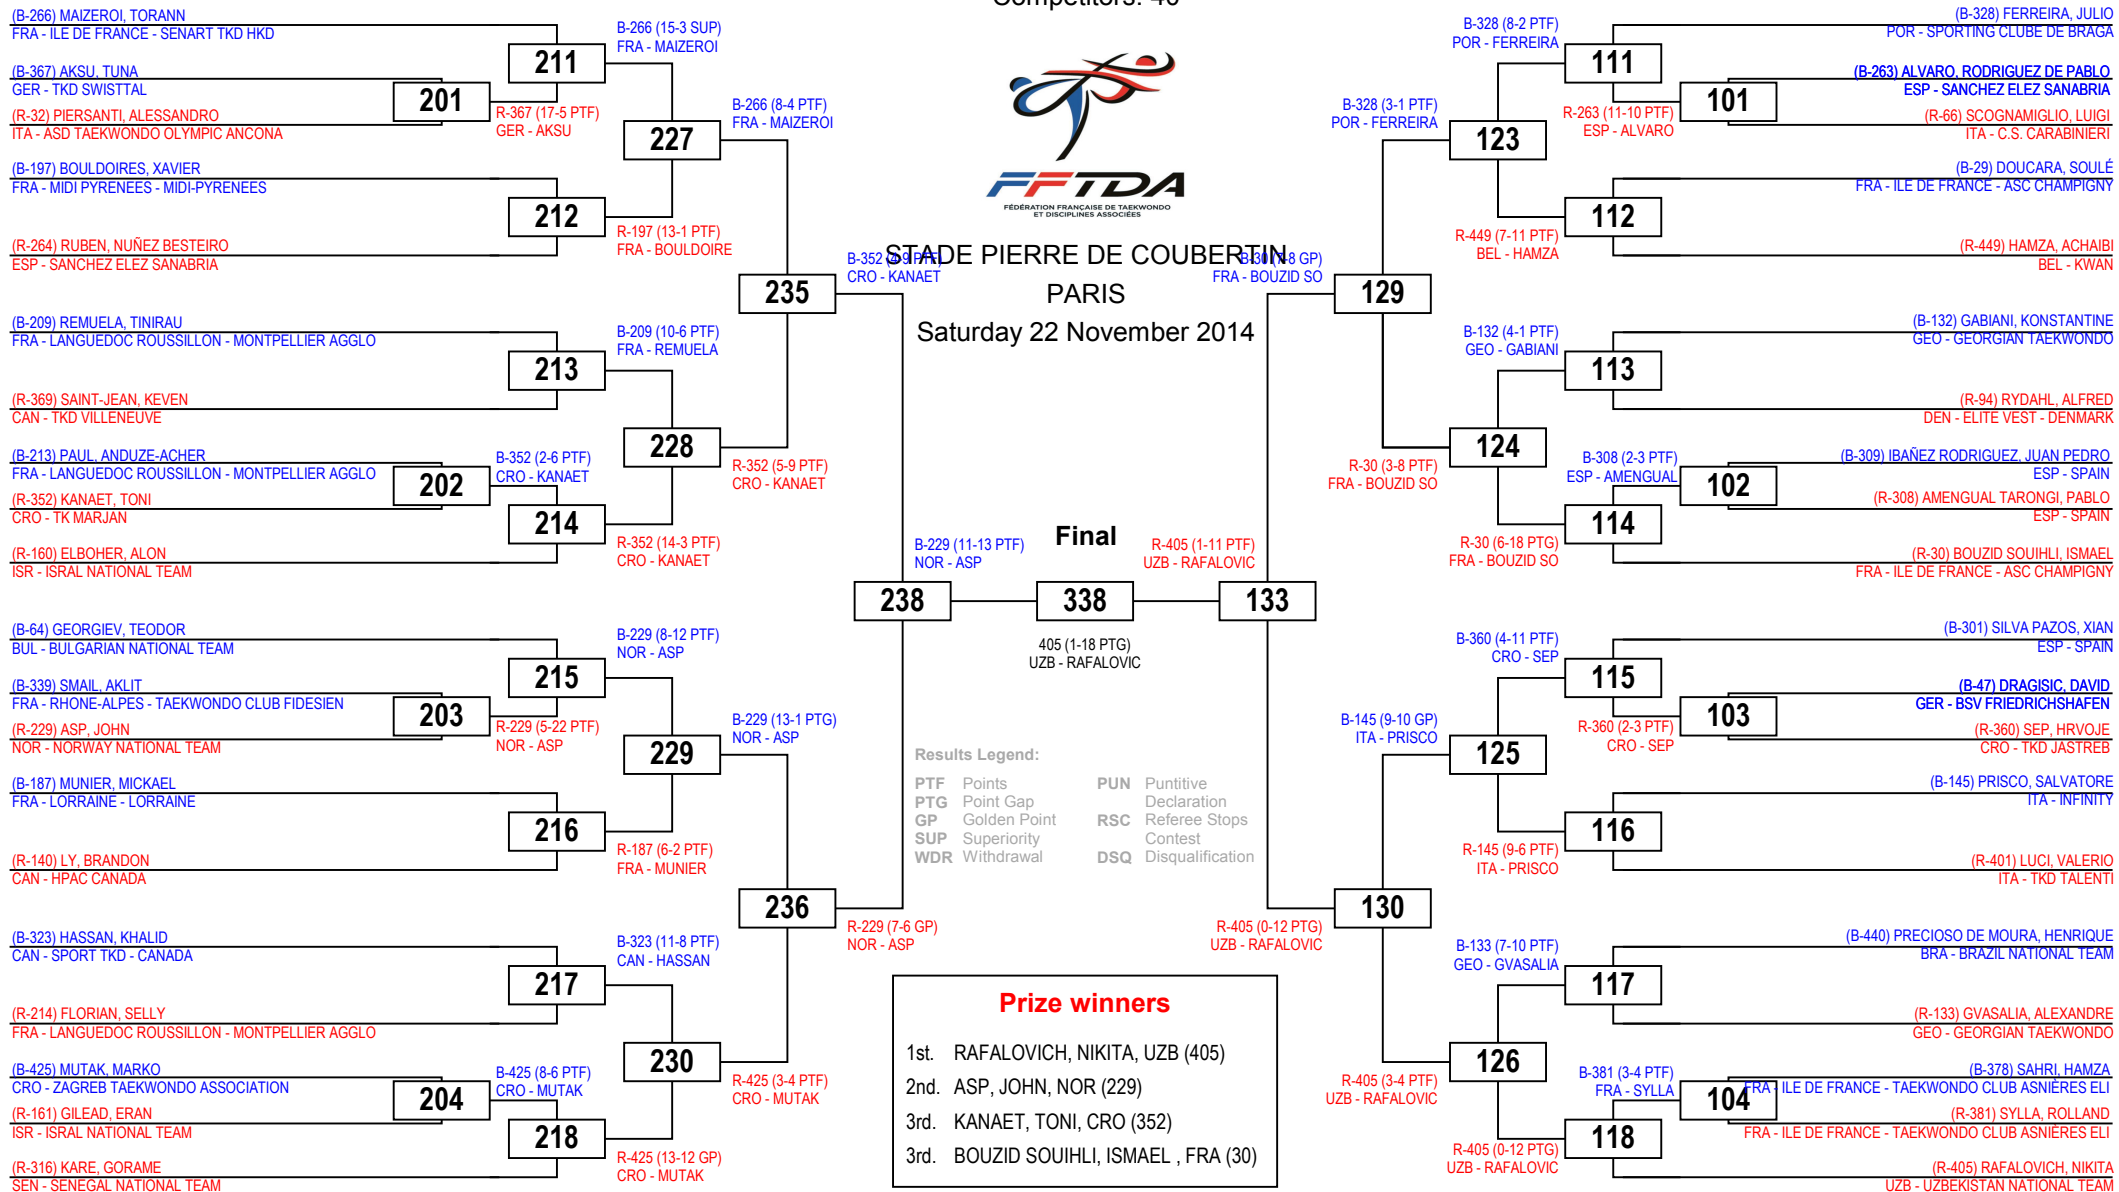 Competitors: 40
(B-266) MAIZEROI, TORANN
FRA - ILE DE FRANCE - SENART TKD HKD
(B-367) AKSU, TUNA
GER - TKD SWISTTAL
(R-32) PIERSANTI, ALESSANDRO
ITA - ASD TAEKWONDO OLYMPIC ANCONA
(B-197) BOULDOIRES, XAVIER
FRA - MIDI PYRENEES - MIDI-PYRENEES
(R-264) RUBEN, NUÑEZ BESTEIRO
ESP - SANCHEZ ELEZ SANABRIA
(B-209) REMUELA, TINIRAU
FRA - LANGUEDOC ROUSSILLON - MONTPELLIER AGGLO
(R-369) SAINT-JEAN, KEVEN
CAN - TKD VILLENEUVE
(B-213) PAUL, ANDUZE-ACHER
FRA - LANGUEDOC ROUSSILLON - MONTPELLIER AGGLO
(R-352) KANAET, TONI
CRO - TK MARJAN
(R-160) ELBOHER, ALON
ISR - ISRAL NATIONAL TEAM
(B-64) GEORGIEV, TEODOR
BUL - BULGARIAN NATIONAL TEAM
(B-339) SMAIL, AKLIT
FRA - RHONE-ALPES - TAEKWONDO CLUB FIDESIEN
(R-229) ASP, JOHN
NOR - NORWAY NATIONAL TEAM
(B-187) MUNIER, MICKAEL
FRA - LORRAINE - LORRAINE
(R-140) LY, BRANDON
CAN - HPAC CANADA
(B-323) HASSAN, KHALID
CAN - SPORT TKD - CANADA
(R-214) FLORIAN, SELLY
FRA - LANGUEDOC ROUSSILLON - MONTPELLIER AGGLO
(B-425) MUTAK, MARKO
CRO - ZAGREB TAEKWONDO ASSOCIATION
(R-161) GILEAD, ERAN
ISR - ISRAL NATIONAL TEAM
(R-316) KARE, GORAME
SEN - SENEGAL NATIONAL TEAM
201
R-367 (17-5 PTF)
GER - AKSU
202
B-352 (2-6 PTF)
CRO - KANAET
203
R-229 (5-22 PTF)
NOR - ASP
204
B-425 (8-6 PTF)
CRO - MUTAK
211
B-266 (15-3 SUP)
FRA - MAIZEROI
212
R-197 (13-1 PTF)
FRA - BOULDOIRE
213
B-209 (10-6 PTF)
FRA - REMUELA
214
R-352 (14-3 PTF)
CRO - KANAET
215
B-229 (8-12 PTF)
NOR - ASP
216
R-187 (6-2 PTF)
FRA - MUNIER
217
B-323 (11-8 PTF)
CAN - HASSAN
218
R-425 (13-12 GP)
CRO - MUTAK
227
B-266 (8-4 PTF)
FRA - MAIZEROI
228
R-352 (5-9 PTF)
CRO - KANAET
229
B-229 (13-1 PTG)
NOR - ASP
230
R-425 (3-4 PTF)
CRO - MUTAK
235
B-352 (4-9 PTF)
CRO - KANAET
236
R-229 (7-6 GP)
NOR - ASP
238
B-229 (11-13 PTF)
NOR - ASP
FFTDA
FÉDÉRATION FRANÇAISE DE TAEKWONDO
ET DISCIPLINES ASSOCIÉES
STADE PIERRE DE COUBERTIN
PARIS
Saturday 22 November 2014
Final
338
405 (1-18 PTG)
UZB - RAFALOVIC
Results Legend:
PTF Points
PTG Point Gap
GP Golden Point
SUP Superiority
WDR Withdrawal
PUN Puntitive
Declaration
RSC Referee Stops
Contest
DSQ Disqualification
Prize winners
1st. RAFALOVICH, NIKITA, UZB (405)
2nd. ASP, JOHN, NOR (229)
3rd. KANAET, TONI, CRO (352)
3rd. BOUZID SOUIHLI, ISMAEL , FRA (30)
R-405 (1-11 PTF)
UZB - RAFALOVIC
133
B-30 (7-8 GP)
FRA - BOUZID SO
129
R-405 (0-12 PTG)
UZB - RAFALOVIC
130
B-328 (3-1 PTF)
POR - FERREIRA
123
R-30 (3-8 PTF)
FRA - BOUZID SO
124
B-145 (9-10 GP)
ITA - PRISCO
125
R-405 (3-4 PTF)
UZB - RAFALOVIC
126
B-328 (8-2 PTF)
POR - FERREIRA
111
R-449 (7-11 PTF)
BEL - HAMZA
112
B-132 (4-1 PTF)
GEO - GABIANI
113
R-30 (6-18 PTG)
FRA - BOUZID SO
114
B-360 (4-11 PTF)
CRO - SEP
115
R-145 (9-6 PTF)
ITA - PRISCO
116
B-133 (7-10 PTF)
GEO - GVASALIA
117
R-405 (0-12 PTG)
UZB - RAFALOVIC
118
R-263 (11-10 PTF)
ESP - ALVARO
101
B-308 (2-3 PTF)
ESP - AMENGUAL
102
R-360 (2-3 PTF)
CRO - SEP
103
B-381 (3-4 PTF)
FRA - SYLLA
104
(B-328) FERREIRA, JULIO
POR - SPORTING CLUBE DE BRAGA
(B-263) ALVARO, RODRIGUEZ DE PABLO
ESP - SANCHEZ ELEZ SANABRIA
(R-66) SCOGNAMIGLIO, LUIGI
ITA - C.S. CARABINIERI
(B-29) DOUCARA, SOULÉ
FRA - ILE DE FRANCE - ASC CHAMPIGNY
(R-449) HAMZA, ACHAIBI
BEL - KWAN
(B-132) GABIANI, KONSTANTINE
GEO - GEORGIAN TAEKWONDO
(R-94) RYDAHL, ALFRED
DEN - ELITE VEST - DENMARK
(B-309) IBAÑEZ RODRIGUEZ, JUAN PEDRO
ESP - SPAIN
(R-308) AMENGUAL TARONGI, PABLO
ESP - SPAIN
(R-30) BOUZID SOUIHLI, ISMAEL
FRA - ILE DE FRANCE - ASC CHAMPIGNY
(B-301) SILVA PAZOS, XIAN
ESP - SPAIN
(B-47) DRAGISIC, DAVID
GER - BSV FRIEDRICHSHAFEN
(R-360) SEP, HRVOJE
CRO - TKD JASTREB
(B-145) PRISCO, SALVATORE
ITA - INFINITY
(R-401) LUCI, VALERIO
ITA - TKD TALENTI
(B-440) PRECIOSO DE MOURA, HENRIQUE
BRA - BRAZIL NATIONAL TEAM
(R-133) GVASALIA, ALEXANDRE
GEO - GEORGIAN TAEKWONDO
(B-378) SAHRI, HAMZA
FRA - ILE DE FRANCE - TAEKWONDO CLUB ASNIÈRES ELI
(R-381) SYLLA, ROLLAND
FRA - ILE DE FRANCE - TAEKWONDO CLUB ASNIÈRES ELI
(R-405) RAFALOVICH, NIKITA
UZB - UZBEKISTAN NATIONAL TEAM